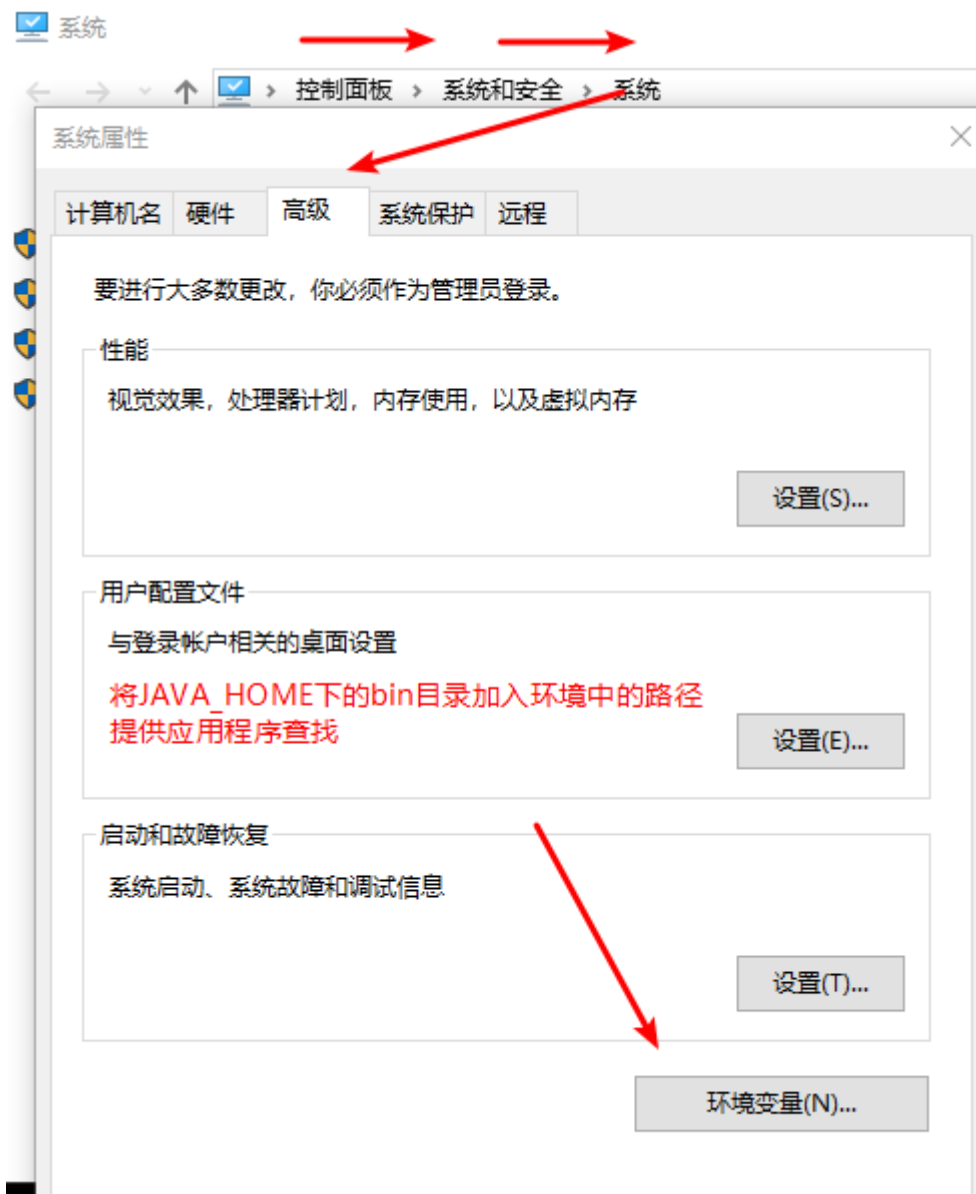 系统
控制面板 › 系统和安全 › 系统
系统属性
计算机名 硬件 高级 系统保护 远程
要进行大多数更改，你必须作为管理员登录。
性能
视觉效果，处理器计划，内存使用，以及虚拟内存
设置(S)...
用户配置文件
与登录帐户相关的桌面设置
将JAVA_HOME下的bin目录加入环境中的路径
提供应用程序查找
设置(E)...
启动和故障恢复
系统启动、系统故障和调试信息
设置(T)...
环境变量(N)...